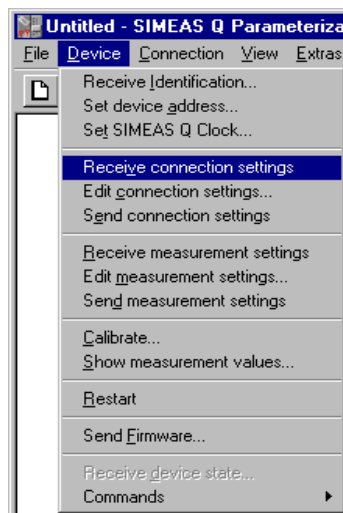 Untitled - SIMEAS Q Parameteriza
File Device Connection View Extras
Receive Identification...
Set device address...
Set SIMEAS Q Clock...
Receive connection settings
Edit connection settings...
Send connection settings
Receive measurement settings
Edit measurement settings...
Send measurement settings
Calibrate...
Show measurement values...
Restart
Send Firmware...
Receive device state...
Commands